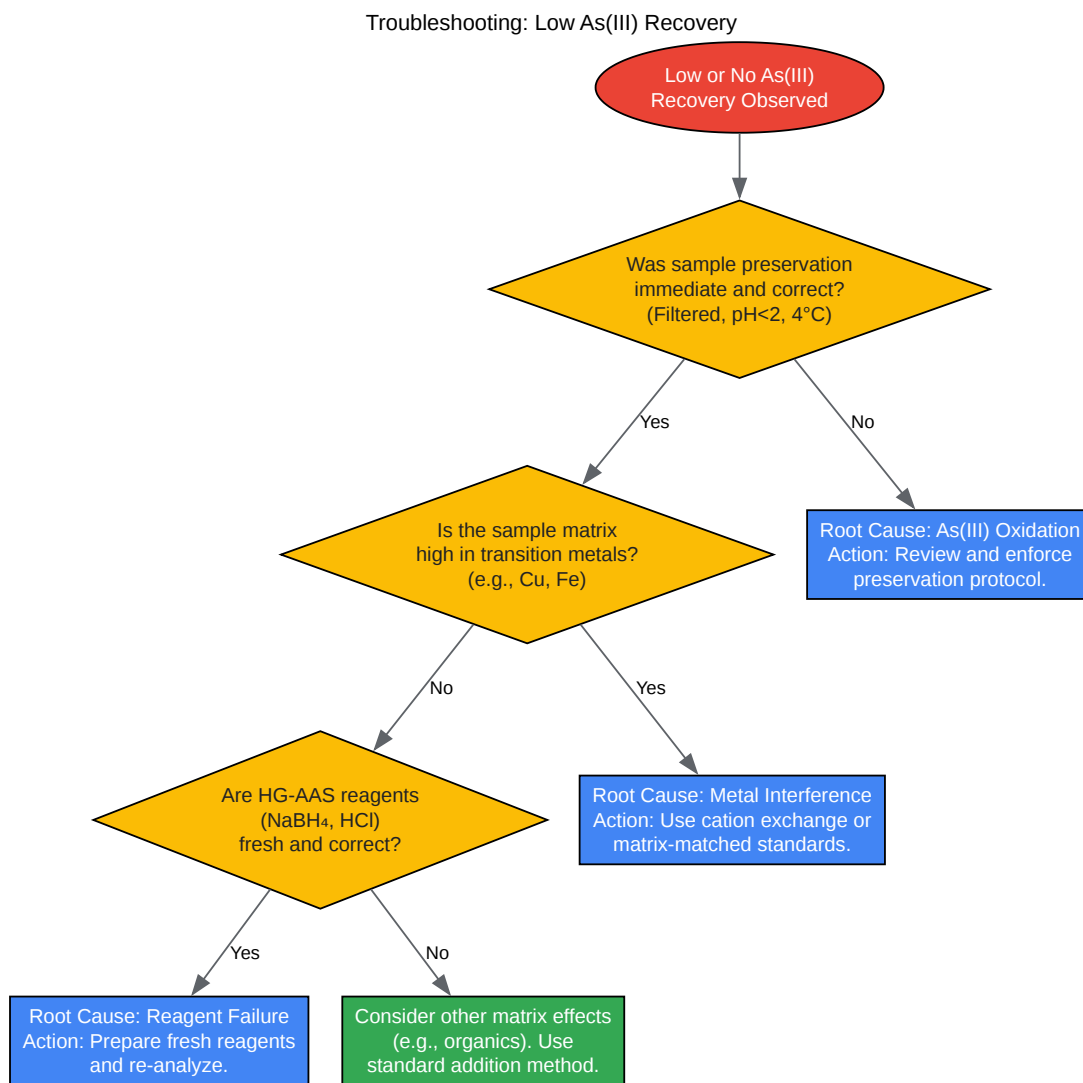 Troubleshooting: Low As(III) Recovery
Low or No As(III)
Recovery Observed
Was sample preservation
immediate and correct?
(Filtered, pH<2, 4°C)
Yes
No
Is the sample matrix
high in transition metals?
(e.g., Cu, Fe)
Root Cause: As(III) Oxidation
Action: Review and enforce
preservation protocol.
No
Yes
Are HG-AAS reagents
(NaBH₄, HCl)
fresh and correct?
Root Cause: Metal Interference
Action: Use cation exchange or
matrix-matched standards.
Yes
No
Root Cause: Reagent Failure
Action: Prepare fresh reagents
and re-analyze.
Consider other matrix effects
(e.g., organics). Use
standard addition method.